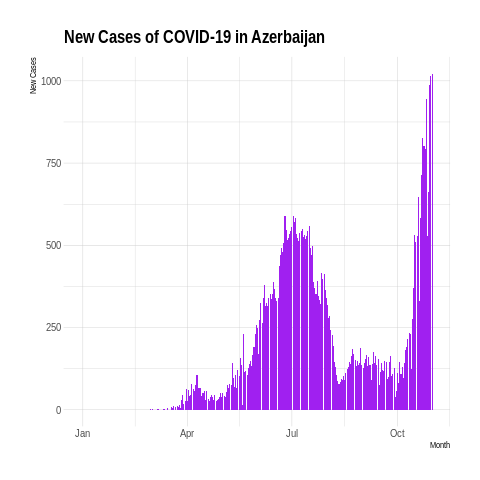 New Cases of COVID-19 in Azerbaijan
New Cases
1000
750
500
250
0
Jan Apr Jul Oct
Month